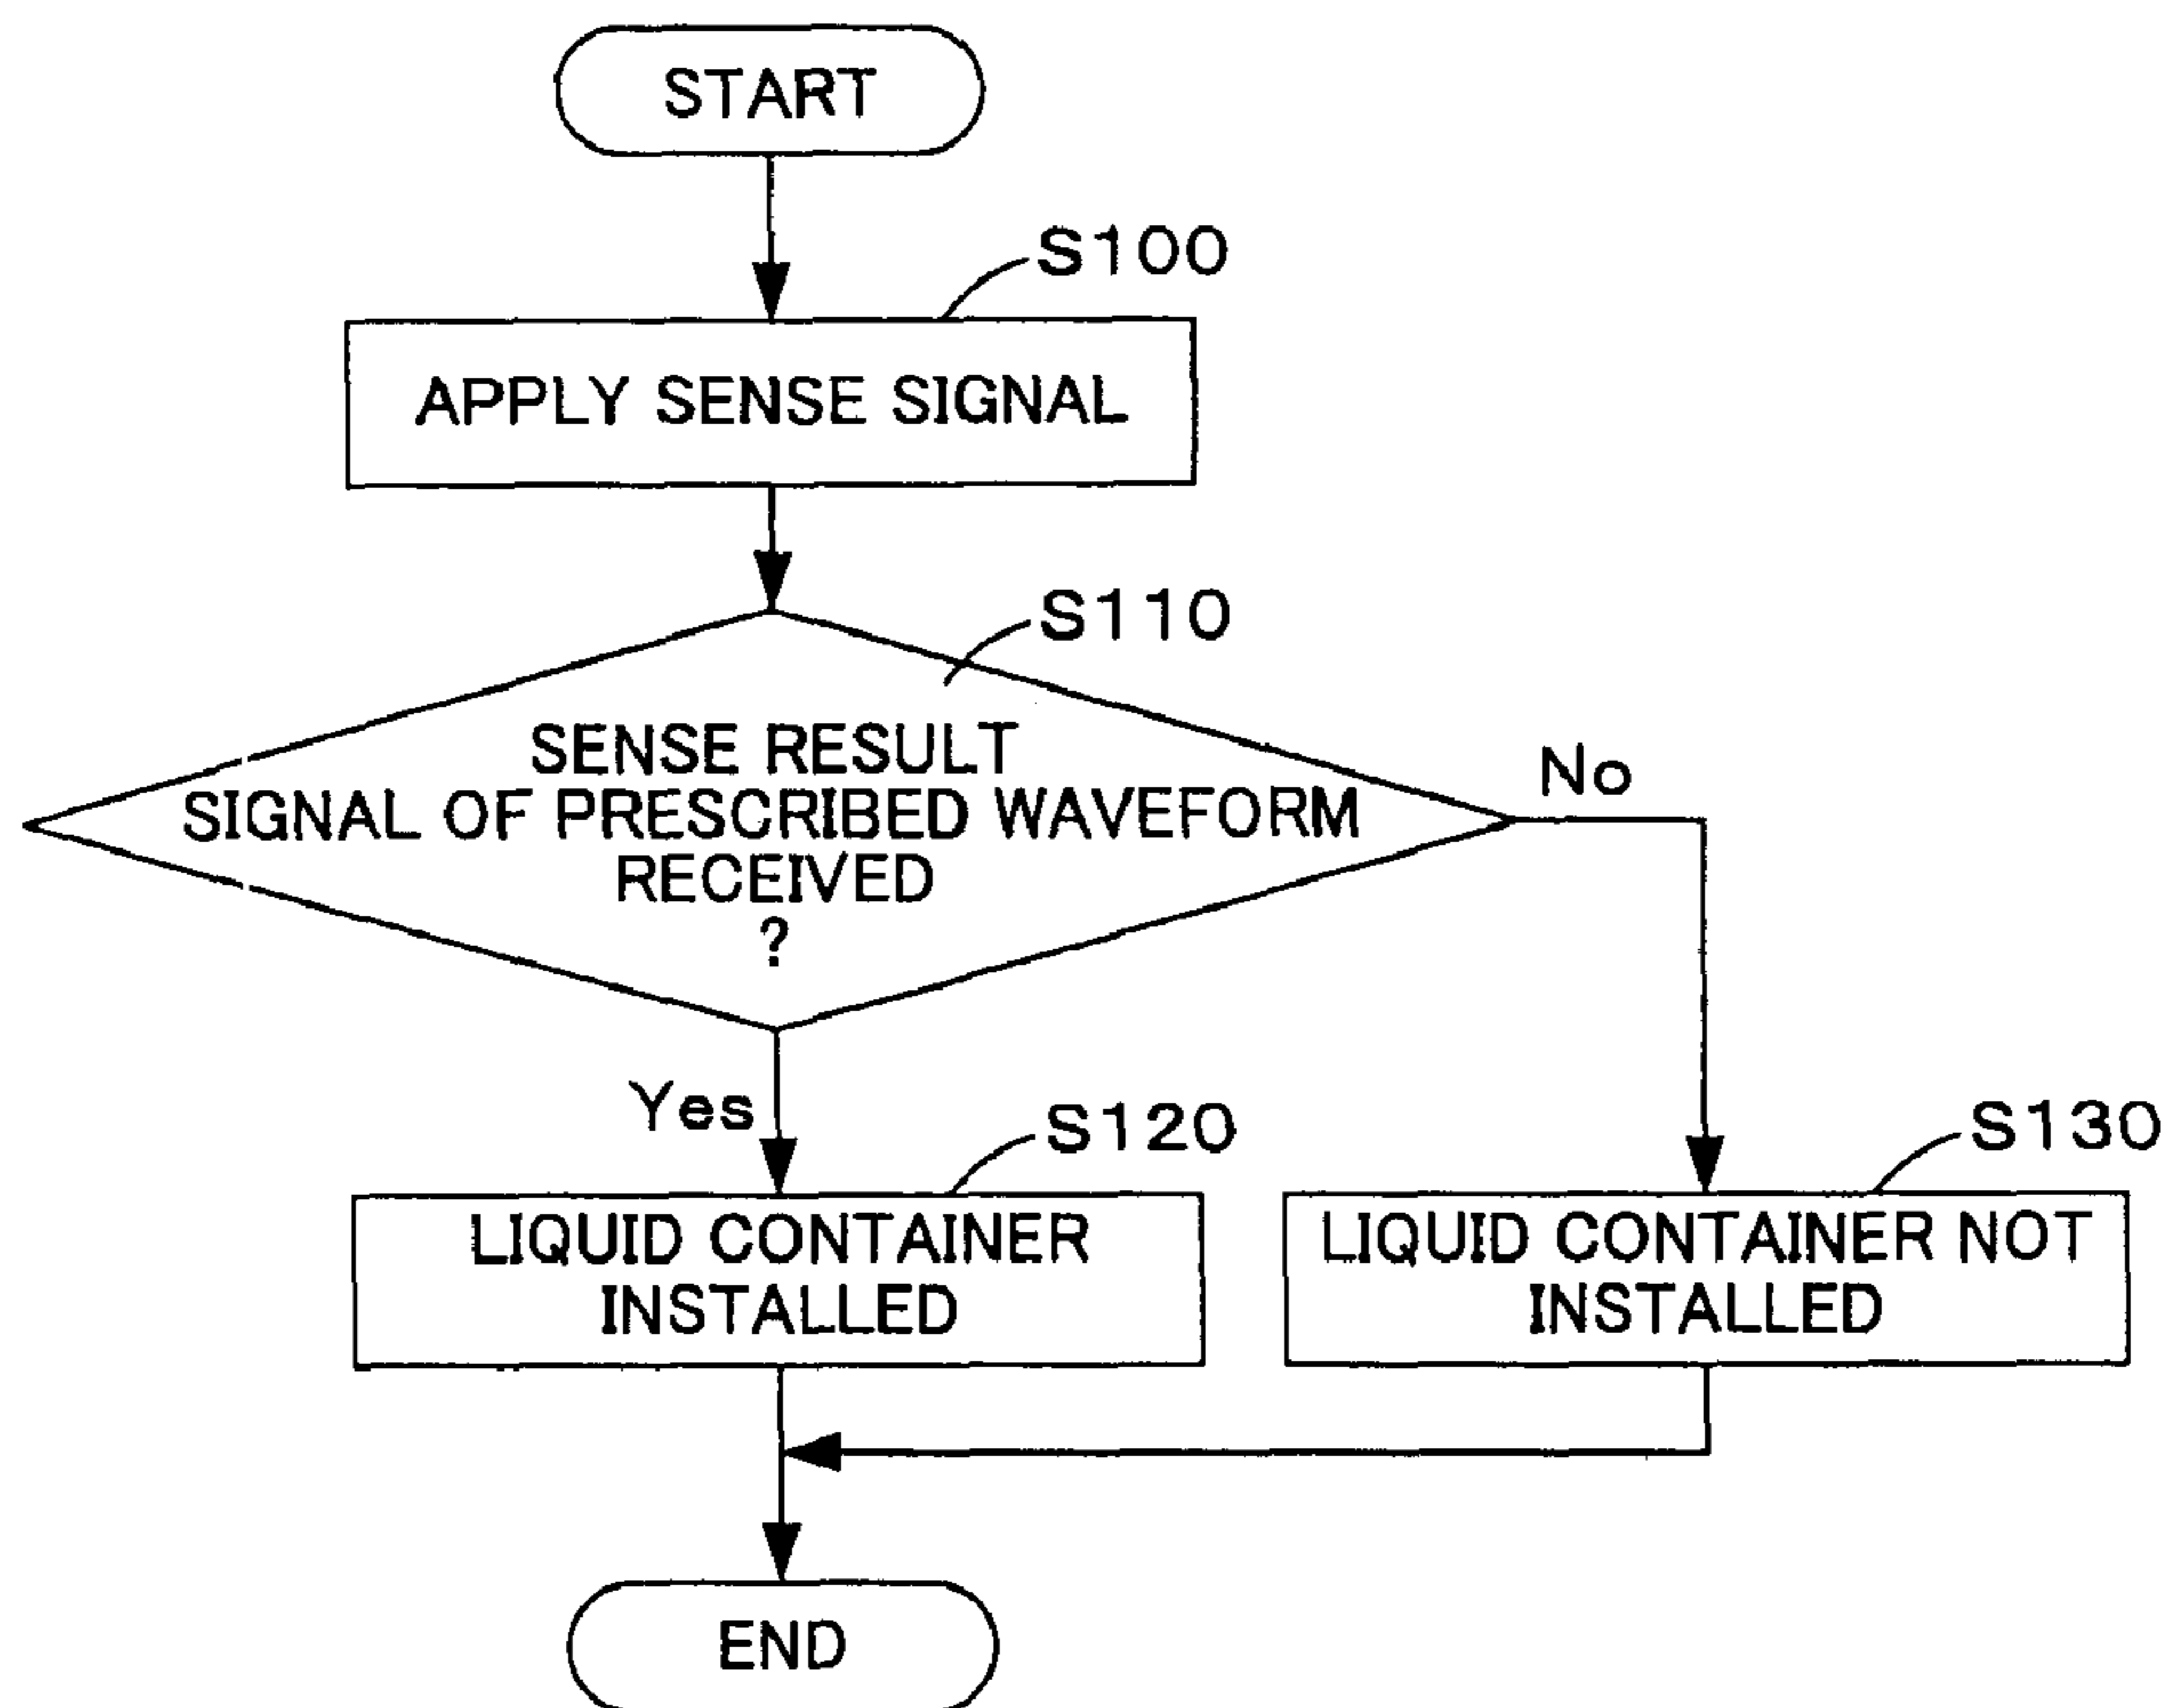 START
S100
APPLY SENSE SIGNAL
S110
SENSE RESULT
SIGNAL OF PRESCRIBED WAVEFORM
RECEIVED
?
No
Yes
S120
S130
LIQUID CONTAINER
INSTALLED
LIQUID CONTAINER NOT
INSTALLED
END